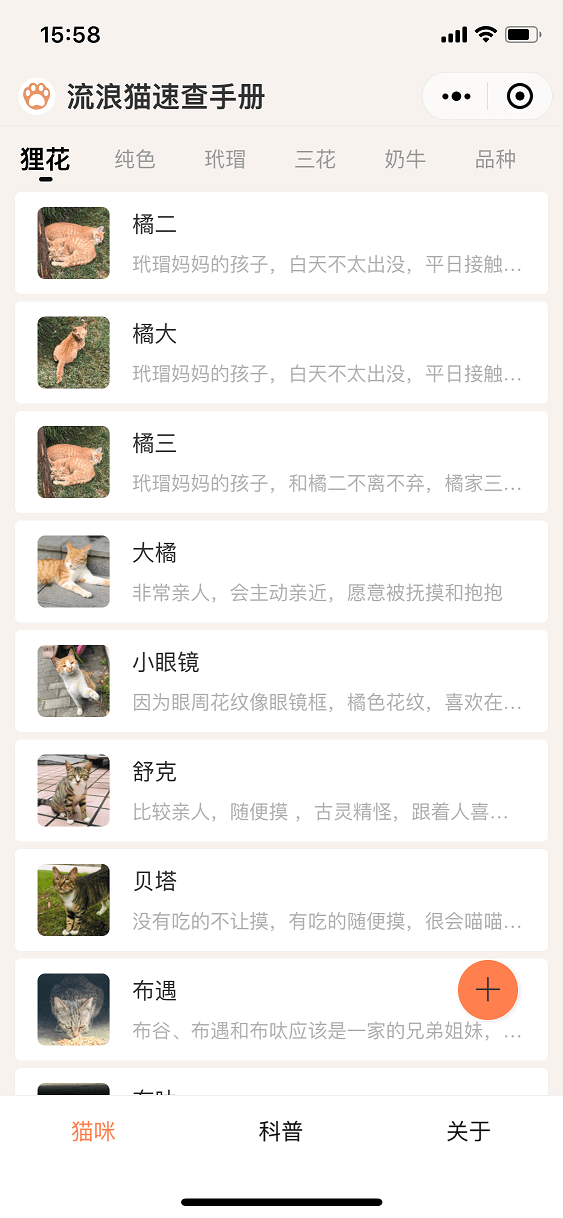 15:58
流浪猫速查手册
狸花 纯色 玳瑁 三花 奶牛 品种
橘二
玳瑁妈妈的孩子，白天不太出没，平日接触…
橘大
玳瑁妈妈的孩子，白天不太出没，平日接触…
橘三
玳瑁妈妈的孩子，和橘二不离不弃，橘家三…
大橘
非常亲人，会主动亲近，愿意被抚摸和抱抱
小眼镜
因为眼周花纹像眼镜框，橘色花纹，喜欢在…
舒克
比较亲人，随便摸 ，古灵精怪，跟着人喜…
贝塔
没有吃的不让摸，有吃的随便摸，很会喵喵…
布遇
布谷、布遇和布呔应该是一家的兄弟姐妹，…
猫咪 科普 关于